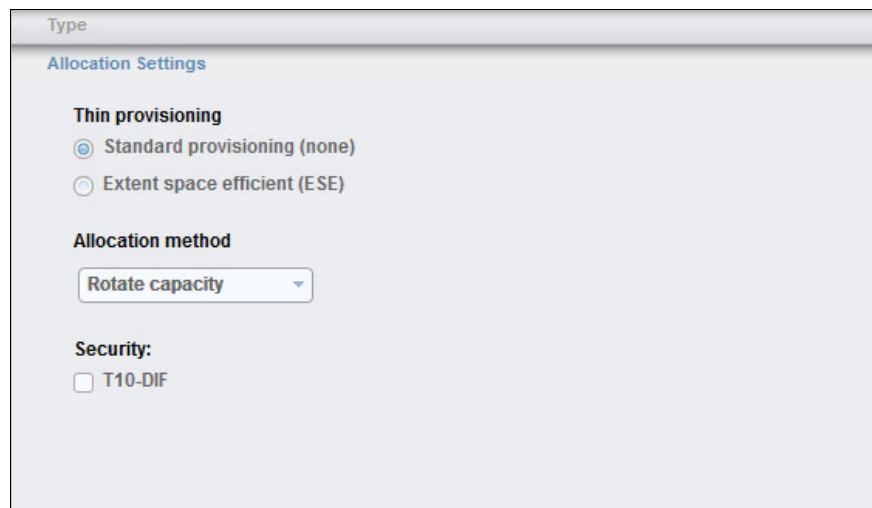 Type
Allocation Settings
Thin provisioning
Standard provisioning (none)
Extent space efficient (ESE)
Allocation method
Rotate capacity
Security:
T10-DIF